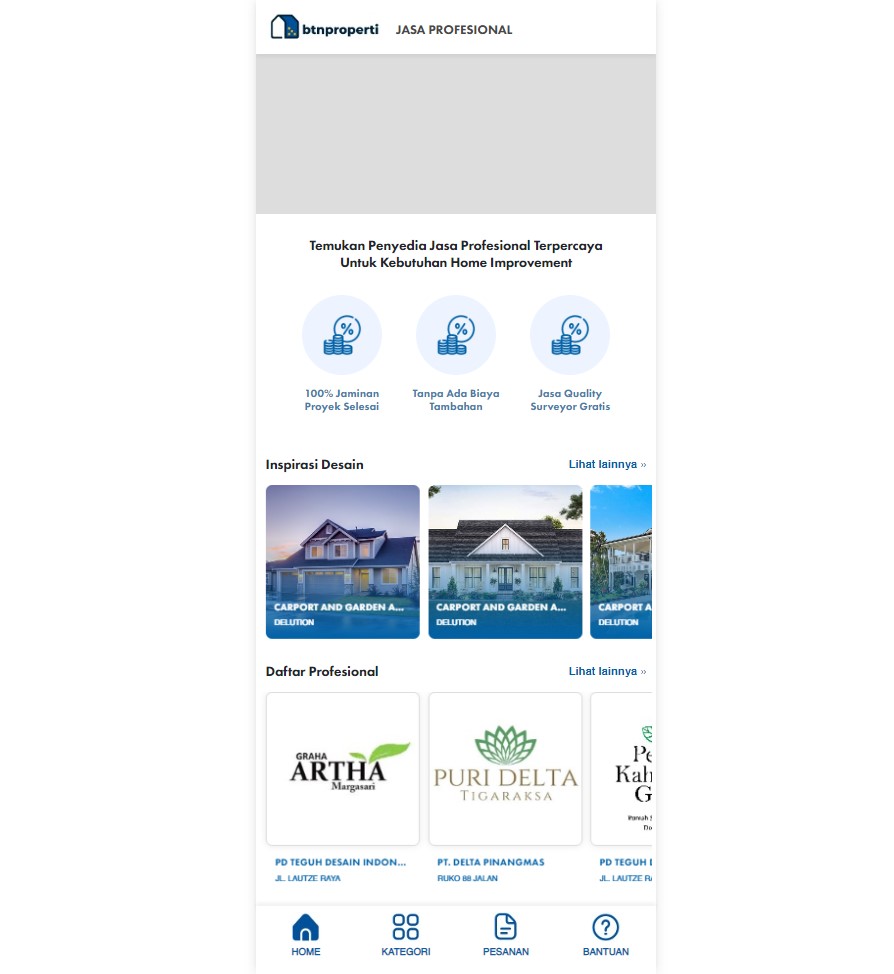 btnproperti JASA PROFESIONAL
Temukan Penyedia Jasa Profesional Terpercaya
Untuk Kebutuhan Home Improvement
%
%
%
100% Jaminan
Proyek Selesai
Tanpa Ada Biaya
Tambahan
Jasa Quality
Surveyor Gratis
Inspirasi Desain
Lihat lainnya »
CARPORT AND GARDEN A...
DELUTION
CARPORT AND GARDEN A...
DELUTION
CARPORT A
DELUTION
Daftar Profesional
Lihat lainnya »
GRAHA
ARTHA
Margasari
PURI DELTA
TIGARAKSA
Pe
Kah
G
PD TEGUH DESAIN INDON...
JL. LAUTZE RAYA
PT. DELTA PINANGMAS
RUKO 88 JALAN
PD TEGUH
JL. LAUTZE
HOME
KATEGORI
PESANAN
BANTUAN